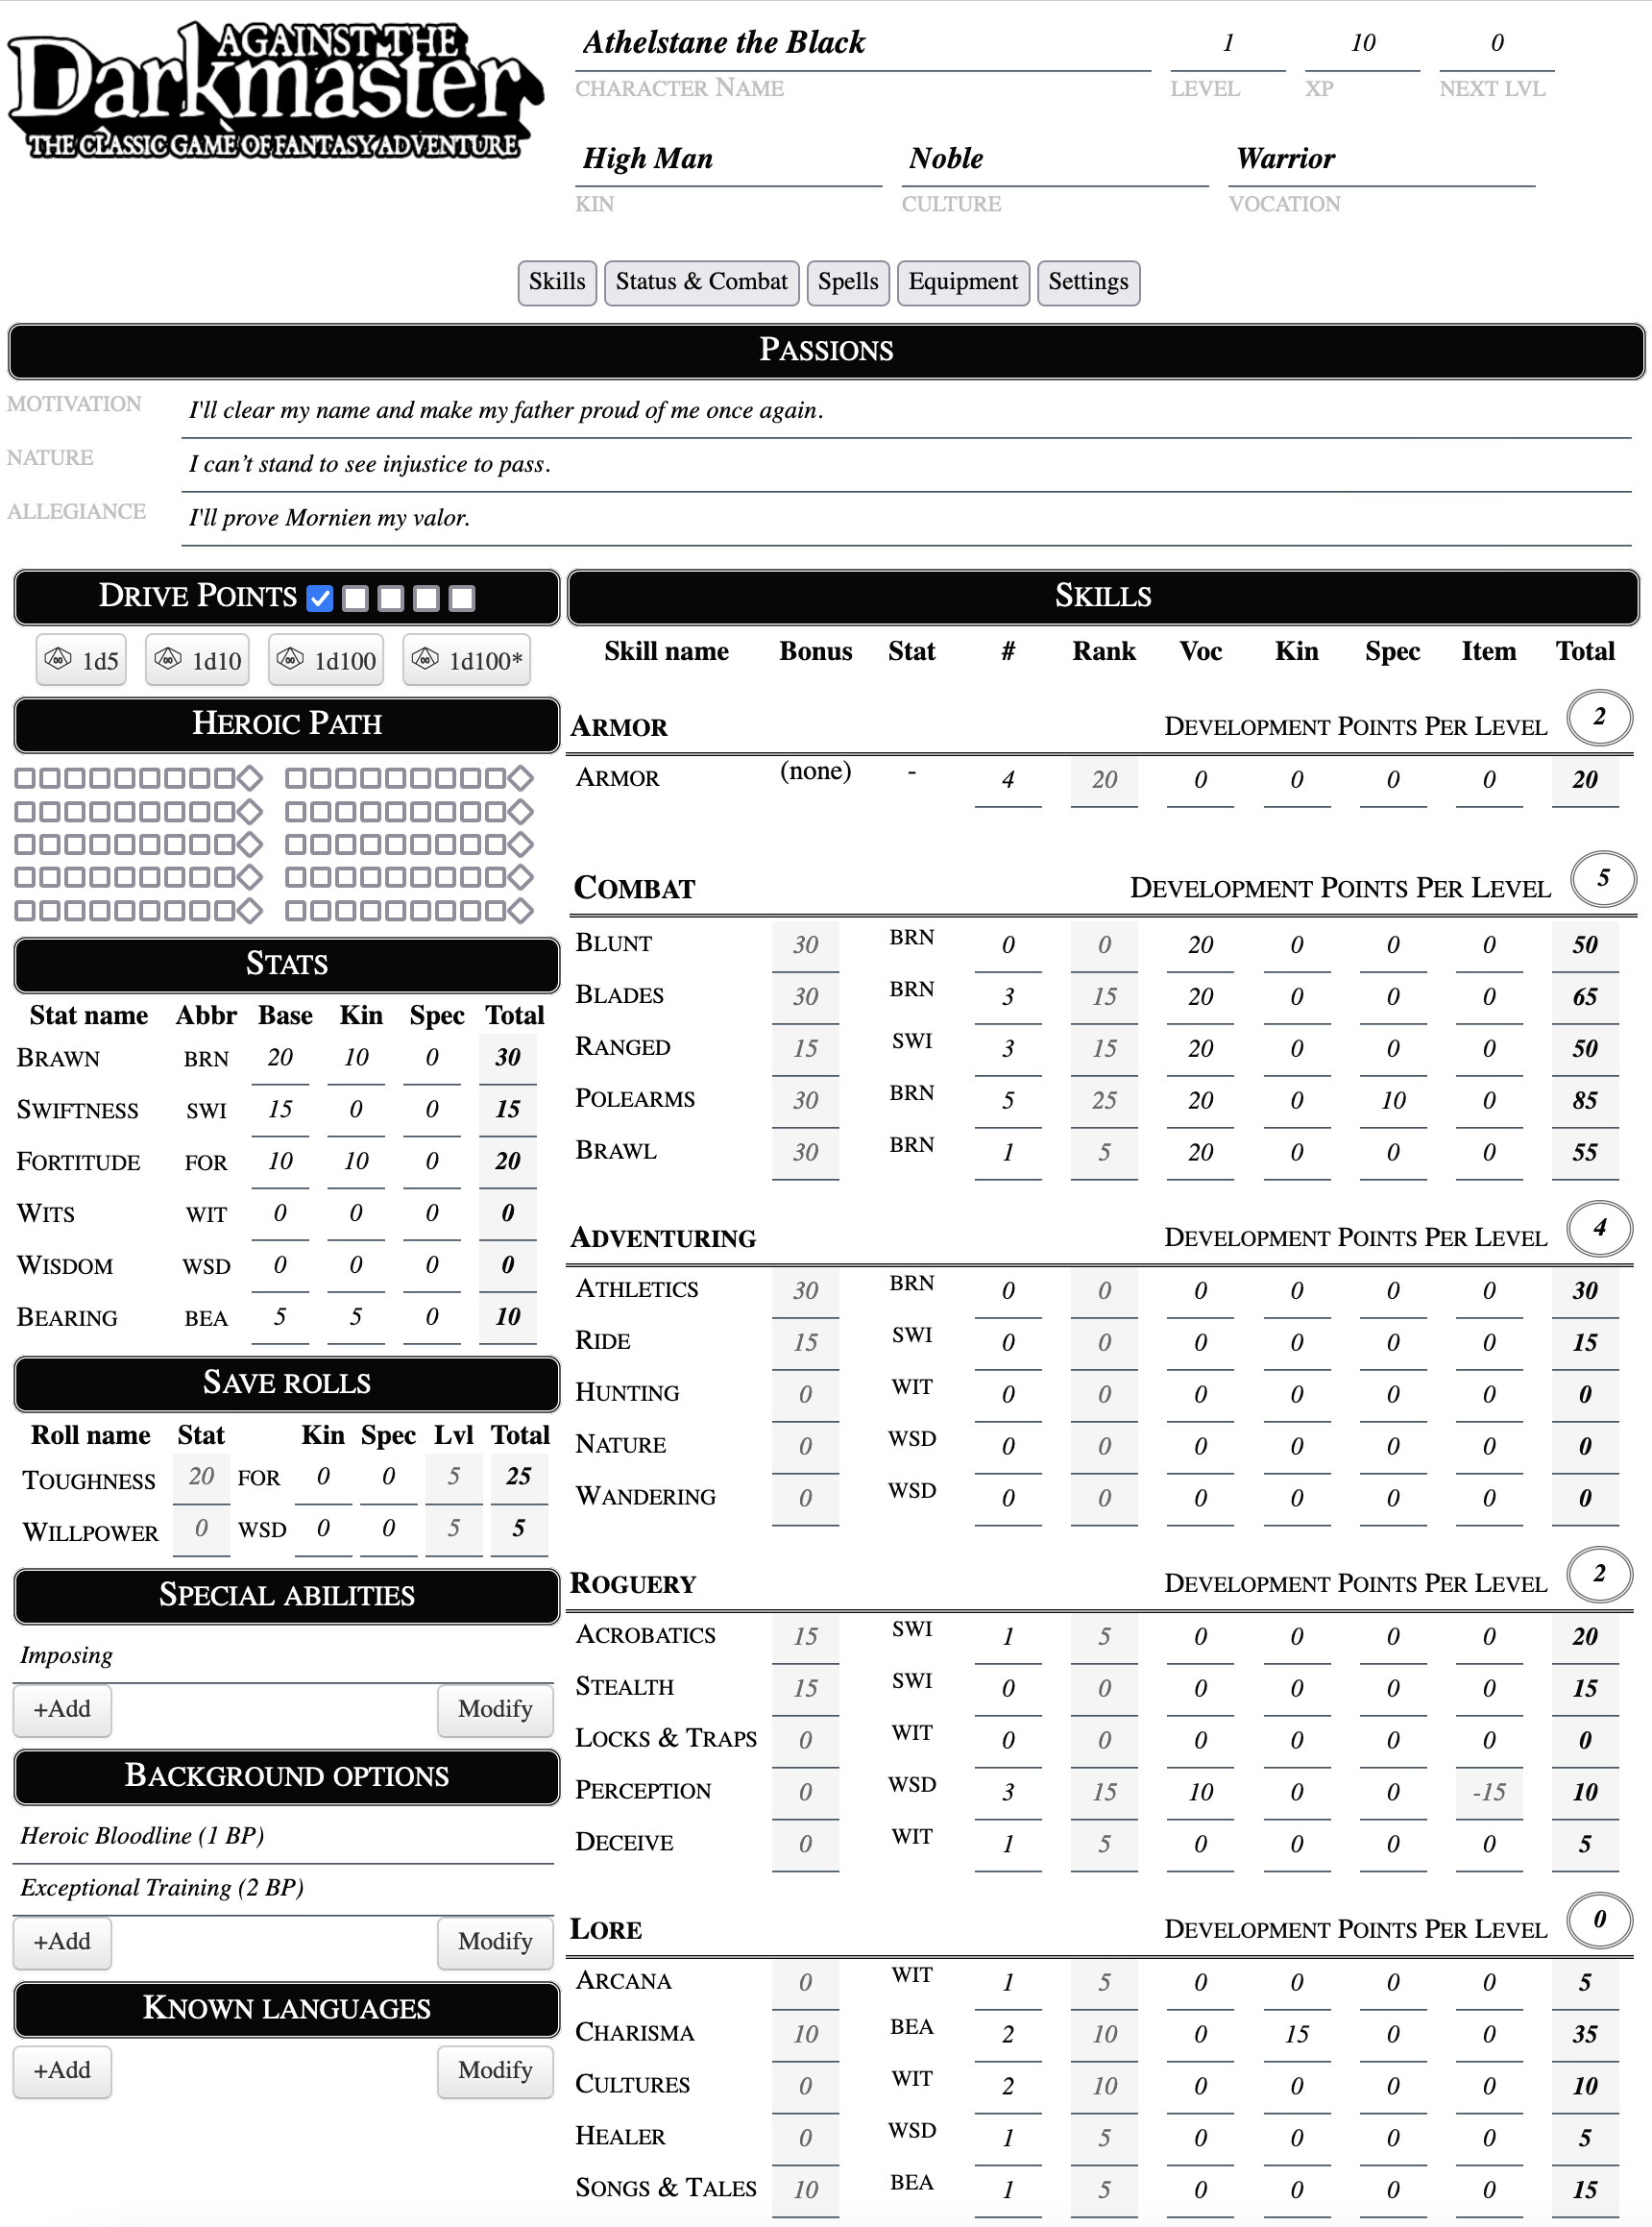 AGAINST THE
Darkmaster
THE CLASSIC GAME OF FANTASY ADVENTURE
Athelstane the Black 1 10 0
CHARACTER NAME LEVEL XP NEXT LVL
High Man Noble Warrior
KIN CULTURE VOCATION
Skills Status & Combat Spells Equipment Settings
PASSIONS
MOTIVATION I'll clear my name and make my father proud of me once again.
NATURE I can’t stand to see injustice to pass.
ALLEGIANCE I'll prove Mornien my valor.
DRIVE POINTS
1d5 1d10 1d100 1d100*
HEROIC PATH
STATS
Stat name Abbr Base Kin Spec Total
BRAWN BRN 20 10 0 30
SWIFTNESS SWI 15 0 0 15
FORTITUDE FOR 10 10 0 20
WITS WIT 0 0 0 0
WISDOM WSD 0 0 0 0
BEARING BEA 5 5 0 10
SAVE ROLLS
Roll name Stat Kin Spec Lvl Total
TOUGHNESS 20 FOR 0 0 5 25
WILLPOWER 0 WSD 0 0 5 5
SPECIAL ABILITIES
Imposing
+Add Modify
BACKGROUND OPTIONS
Heroic Bloodline (1 BP)
Exceptional Training (2 BP)
+Add Modify
KNOWN LANGUAGES
+Add Modify
SKILLS
Skill name Bonus Stat # Rank Voc Kin Spec Item Total
ARMOR DEVELOPMENT POINTS PER LEVEL 2
ARMOR (none) - 4 20 0 0 0 0 20
COMBAT DEVELOPMENT POINTS PER LEVEL 5
BLUNT 30 BRN 0 0 20 0 0 0 50
BLADES 30 BRN 3 15 20 0 0 0 65
RANGED 15 SWI 3 15 20 0 0 0 50
POLEARMS 30 BRN 5 25 20 0 10 0 85
BRAWL 30 BRN 1 5 20 0 0 0 55
ADVENTURING DEVELOPMENT POINTS PER LEVEL 4
ATHLETICS 30 BRN 0 0 0 0 0 0 30
RIDE 15 SWI 0 0 0 0 0 0 15
HUNTING 0 WIT 0 0 0 0 0 0 0
NATURE 0 WSD 0 0 0 0 0 0 0
WANDERING 0 WSD 0 0 0 0 0 0 0
ROGUERY DEVELOPMENT POINTS PER LEVEL 2
ACROBATICS 15 SWI 1 5 0 0 0 0 20
STEALTH 15 SWI 0 0 0 0 0 0 15
LOCKS & TRAPS 0 WIT 0 0 0 0 0 0 0
PERCEPTION 0 WSD 3 15 10 0 0 -15 10
DECEIVE 0 WIT 1 5 0 0 0 0 5
LORE DEVELOPMENT POINTS PER LEVEL 0
ARCANA 0 WIT 1 5 0 0 0 0 5
CHARISMA 10 BEA 2 10 0 15 0 0 35
CULTURES 0 WIT 2 10 0 0 0 0 10
HEALER 0 WSD 1 5 0 0 0 0 5
SONGS & TALES 10 BEA 1 5 0 0 0 0 15